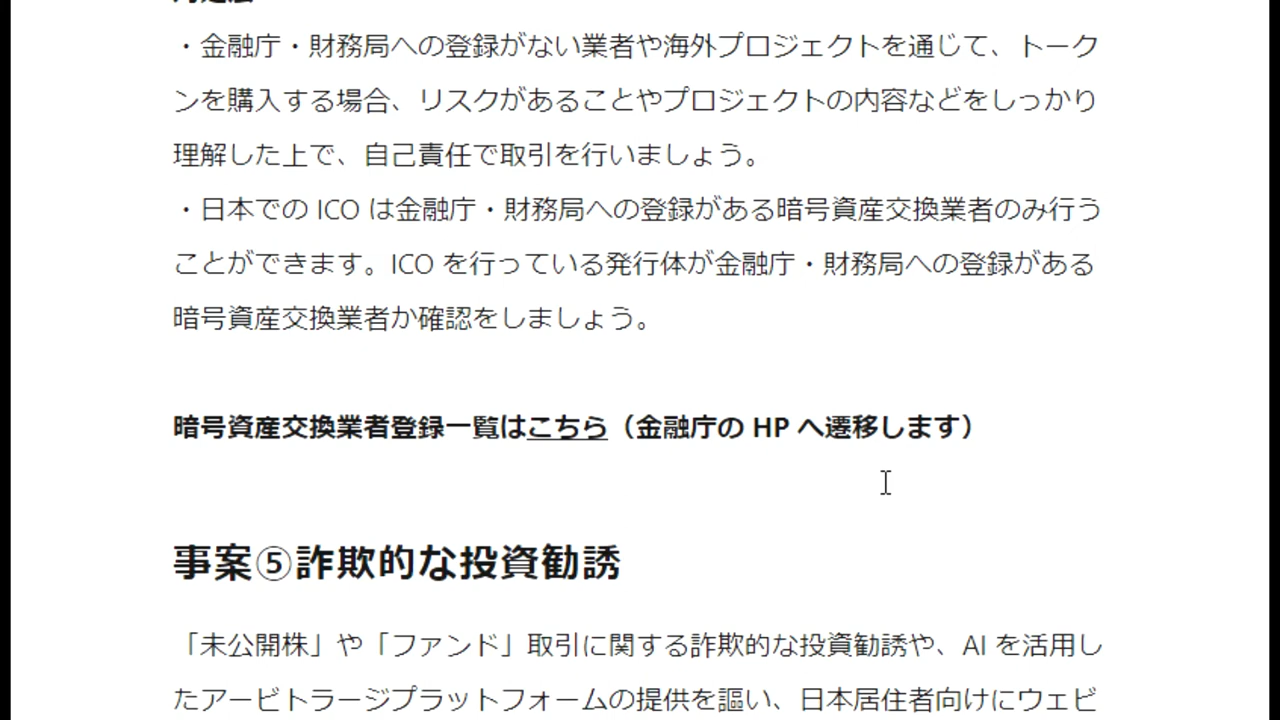 ・金融庁・財務局への登録がない業者や海外プロジェクトを通じて、トーク
ンを購入する場合、リスクがあることやプロジェクトの内容などをしっかり
理解した上で、自己責任で取引を行いましょう。
・日本での ICO は金融庁・財務局への登録がある暗号資産交換業者のみ行う
ことができます。ICO を行っている発行体が金融庁・財務局への登録がある
暗号資産交換業者か確認をしましょう。
暗号資産交換業者登録一覧はこちら（金融庁の HP へ遷移します）
事案⑤詐欺的な投資勧誘
「未公開株」や「ファンド」取引に関する詐欺的な投資勧誘や、AI を活用し
たアービトラージプラットフォームの提供を謳い、日本居住者向けにウェビ